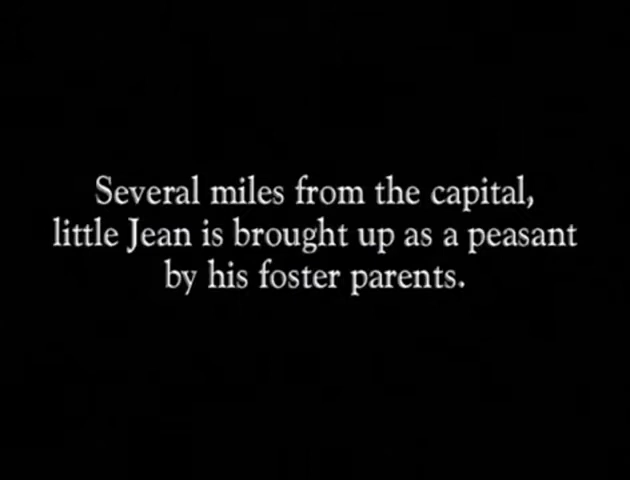 Several miles from the capital,
little Jean is brought up as a peasant
by his foster parents.